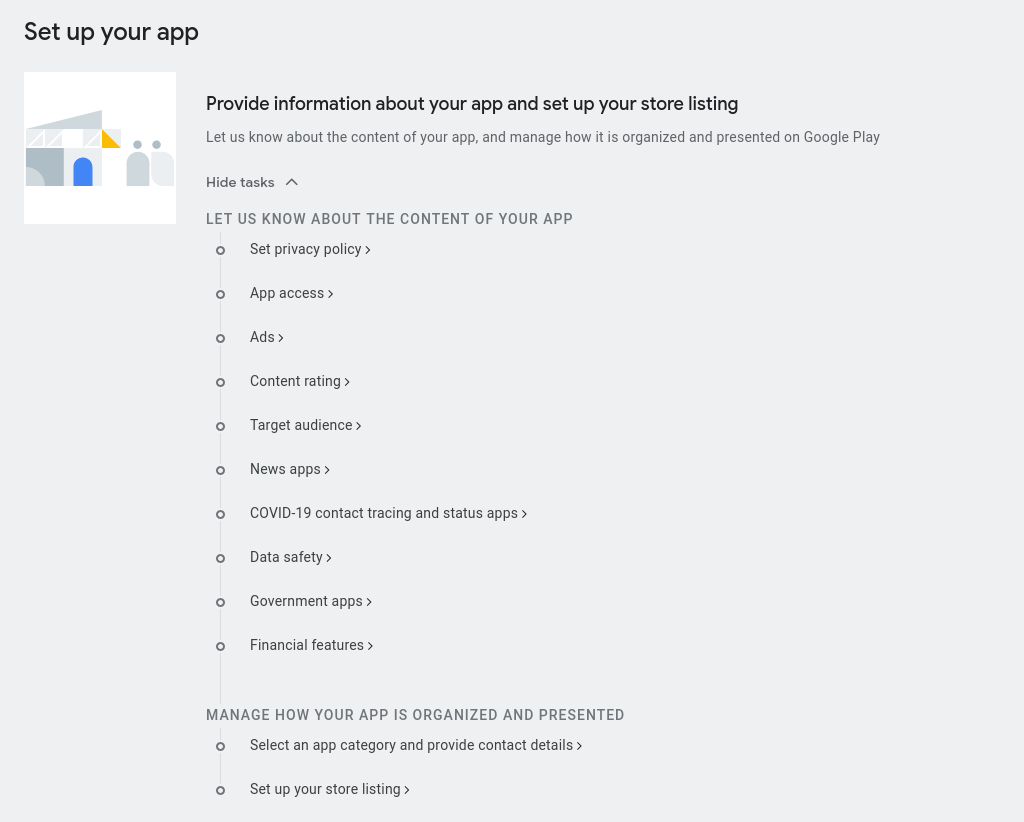 Set up your app
Provide information about your app and set up your store listing
Let us know about the content of your app, and manage how it is organized and presented on Google Play
Hide tasks
LET US KNOW ABOUT THE CONTENT OF YOUR APP
Set privacy policy
App access
Ads
Content rating
Target audience
News apps
COVID-19 contact tracing and status apps
Data safety
Government apps
Financial features
MANAGE HOW YOUR APP IS ORGANIZED AND PRESENTED
Select an app category and provide contact details
Set up your store listing